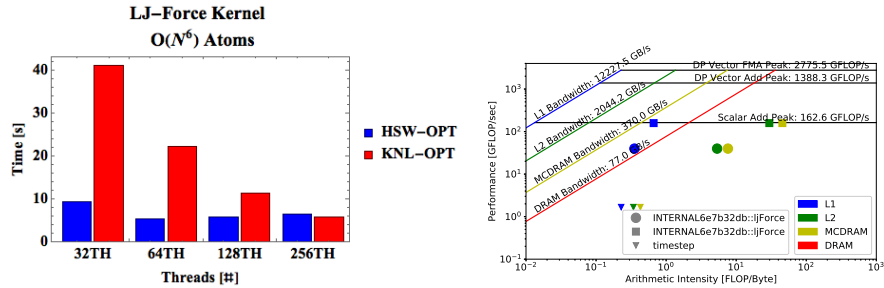 LJ-Force Kernel
O(N⁶) Atoms
Time [s]
40
30
20
10
0
32TH
64TH
128TH
256TH
Threads [#]
HSW-OPT
KNL-OPT
Performance [GFLOP/sec]
10³
10²
10¹
10⁰
10⁻¹
L1 Bandwidth: 12227.5 GB/s
L2 Bandwidth: 2044.2 GB/s
MCDRAM Bandwidth: 370.0 GB/s
DRAM Bandwidth: 77.0 GB/s
DP Vector FMA Peak: 2775.5 GFLOP/s
DP Vector Add Peak: 1388.3 GFLOP/s
Scalar Add Peak: 162.6 GFLOP/s
INTERNAL6e7b32db::ljForce
INTERNAL6e7b32db::ljForce
timestep
L1
L2
MCDRAM
DRAM
10⁻²
10⁻¹
10⁰
10¹
10²
10³
Arithmetic Intensity [FLOP/Byte]